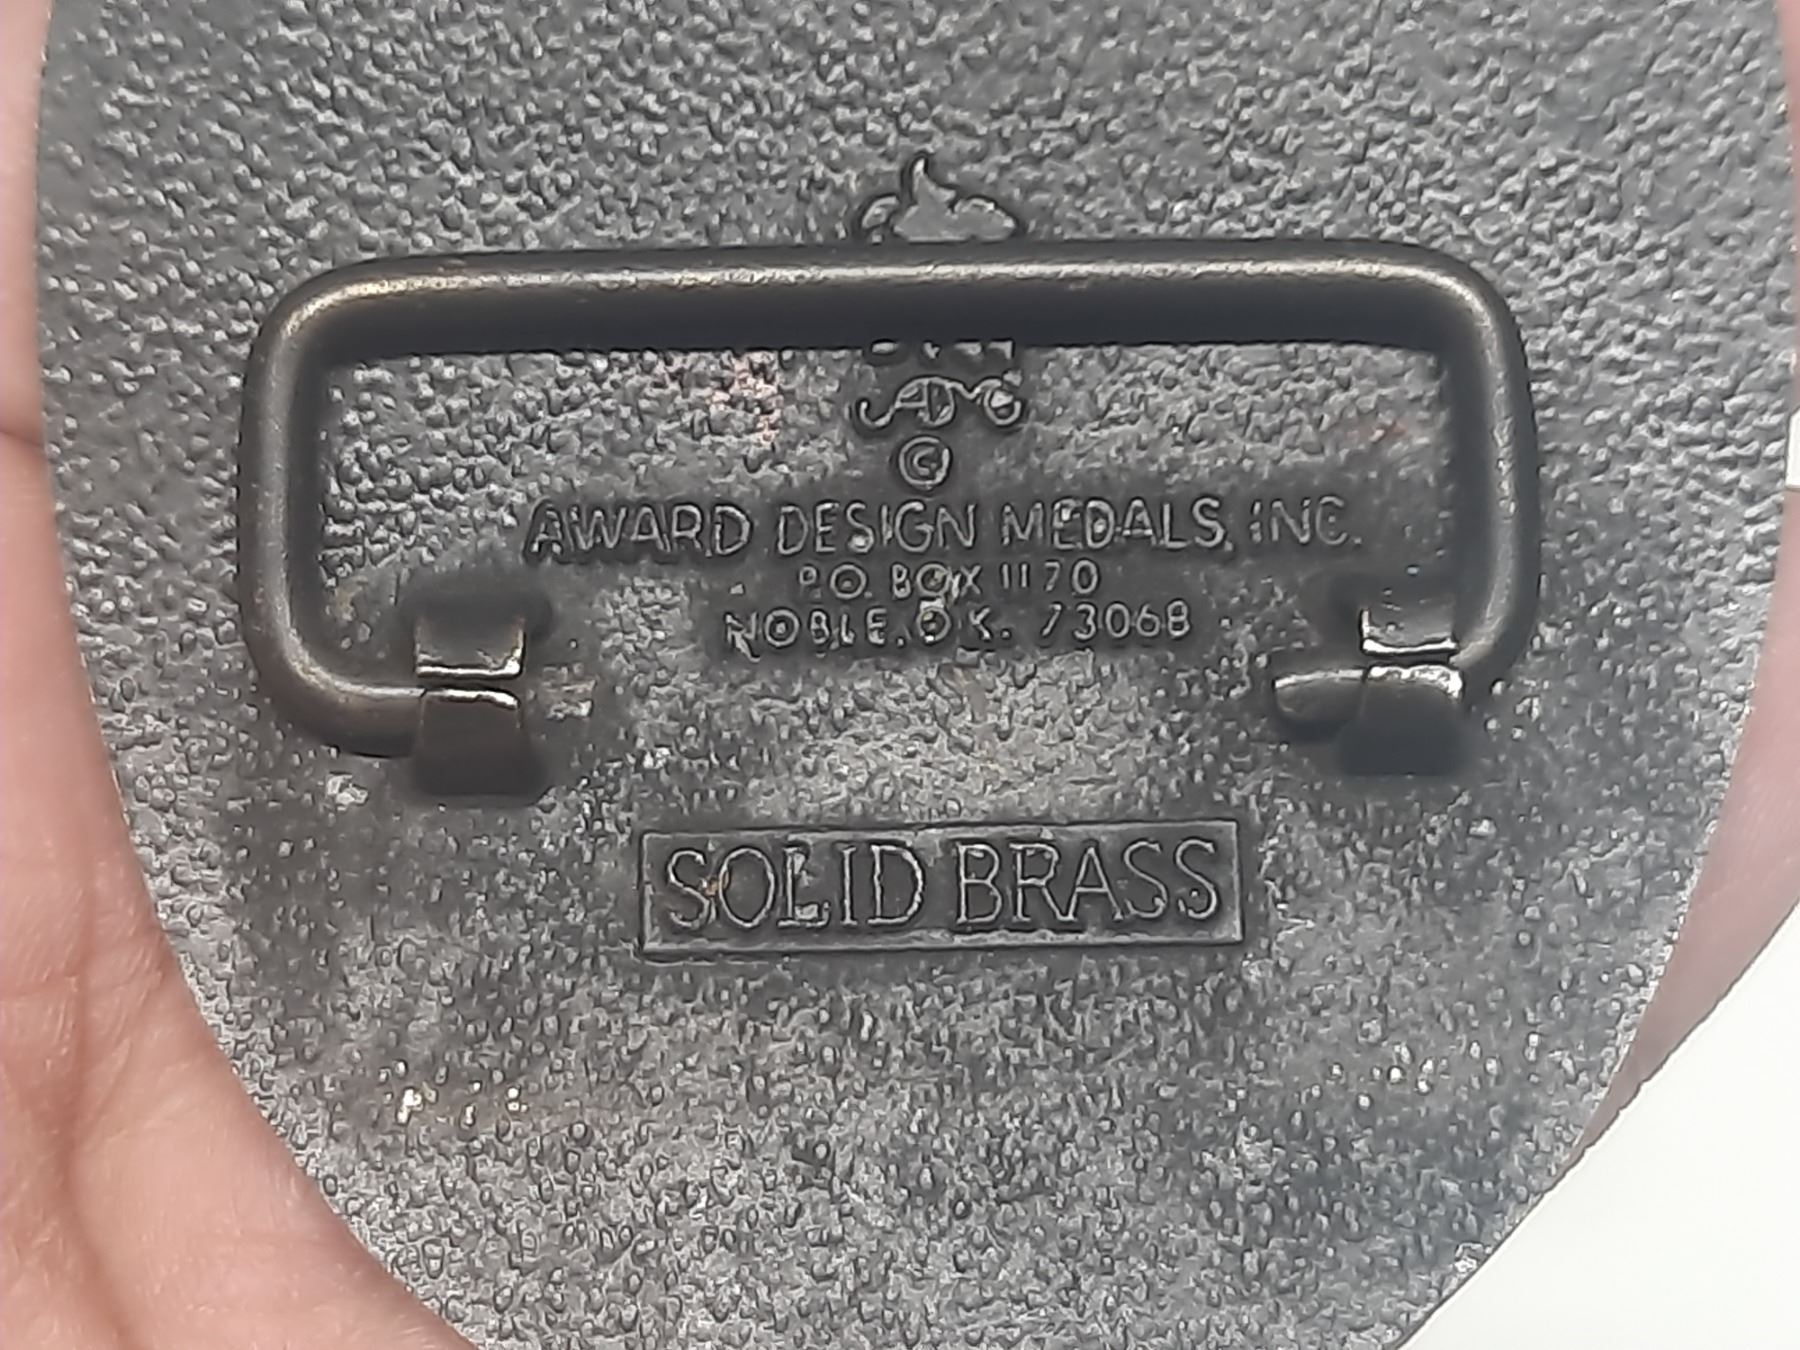 ADM
©
AWARD DESIGN MEDALS, INC.
P.O. BOX 1170
NOBLE, OK. 73068
SOLID BRASS